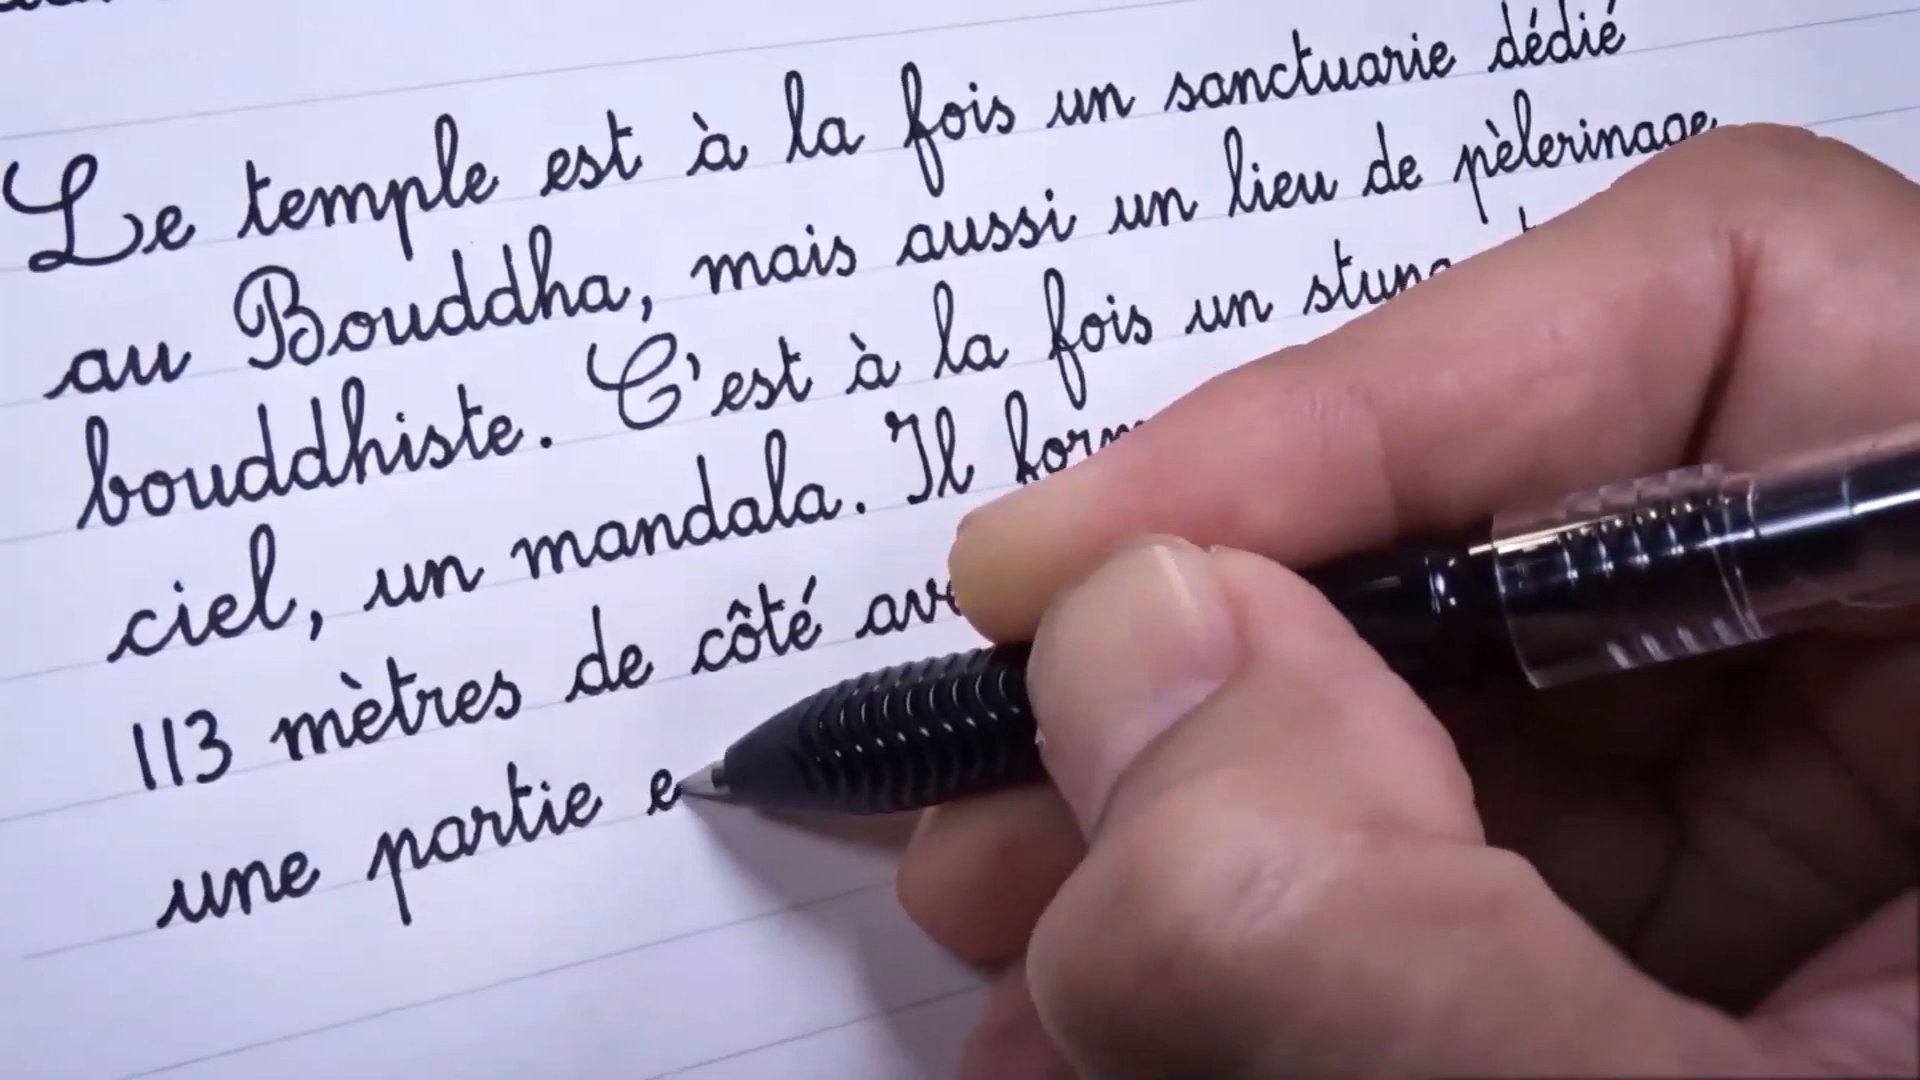 Le temple est à la fois un sanctuarie dédié
au Bouddha, mais aussi un lieu de pèlerinage
bouddhiste. C'est à la fois un
ciel, un mandala. Il
113 mètres de côté
une partie